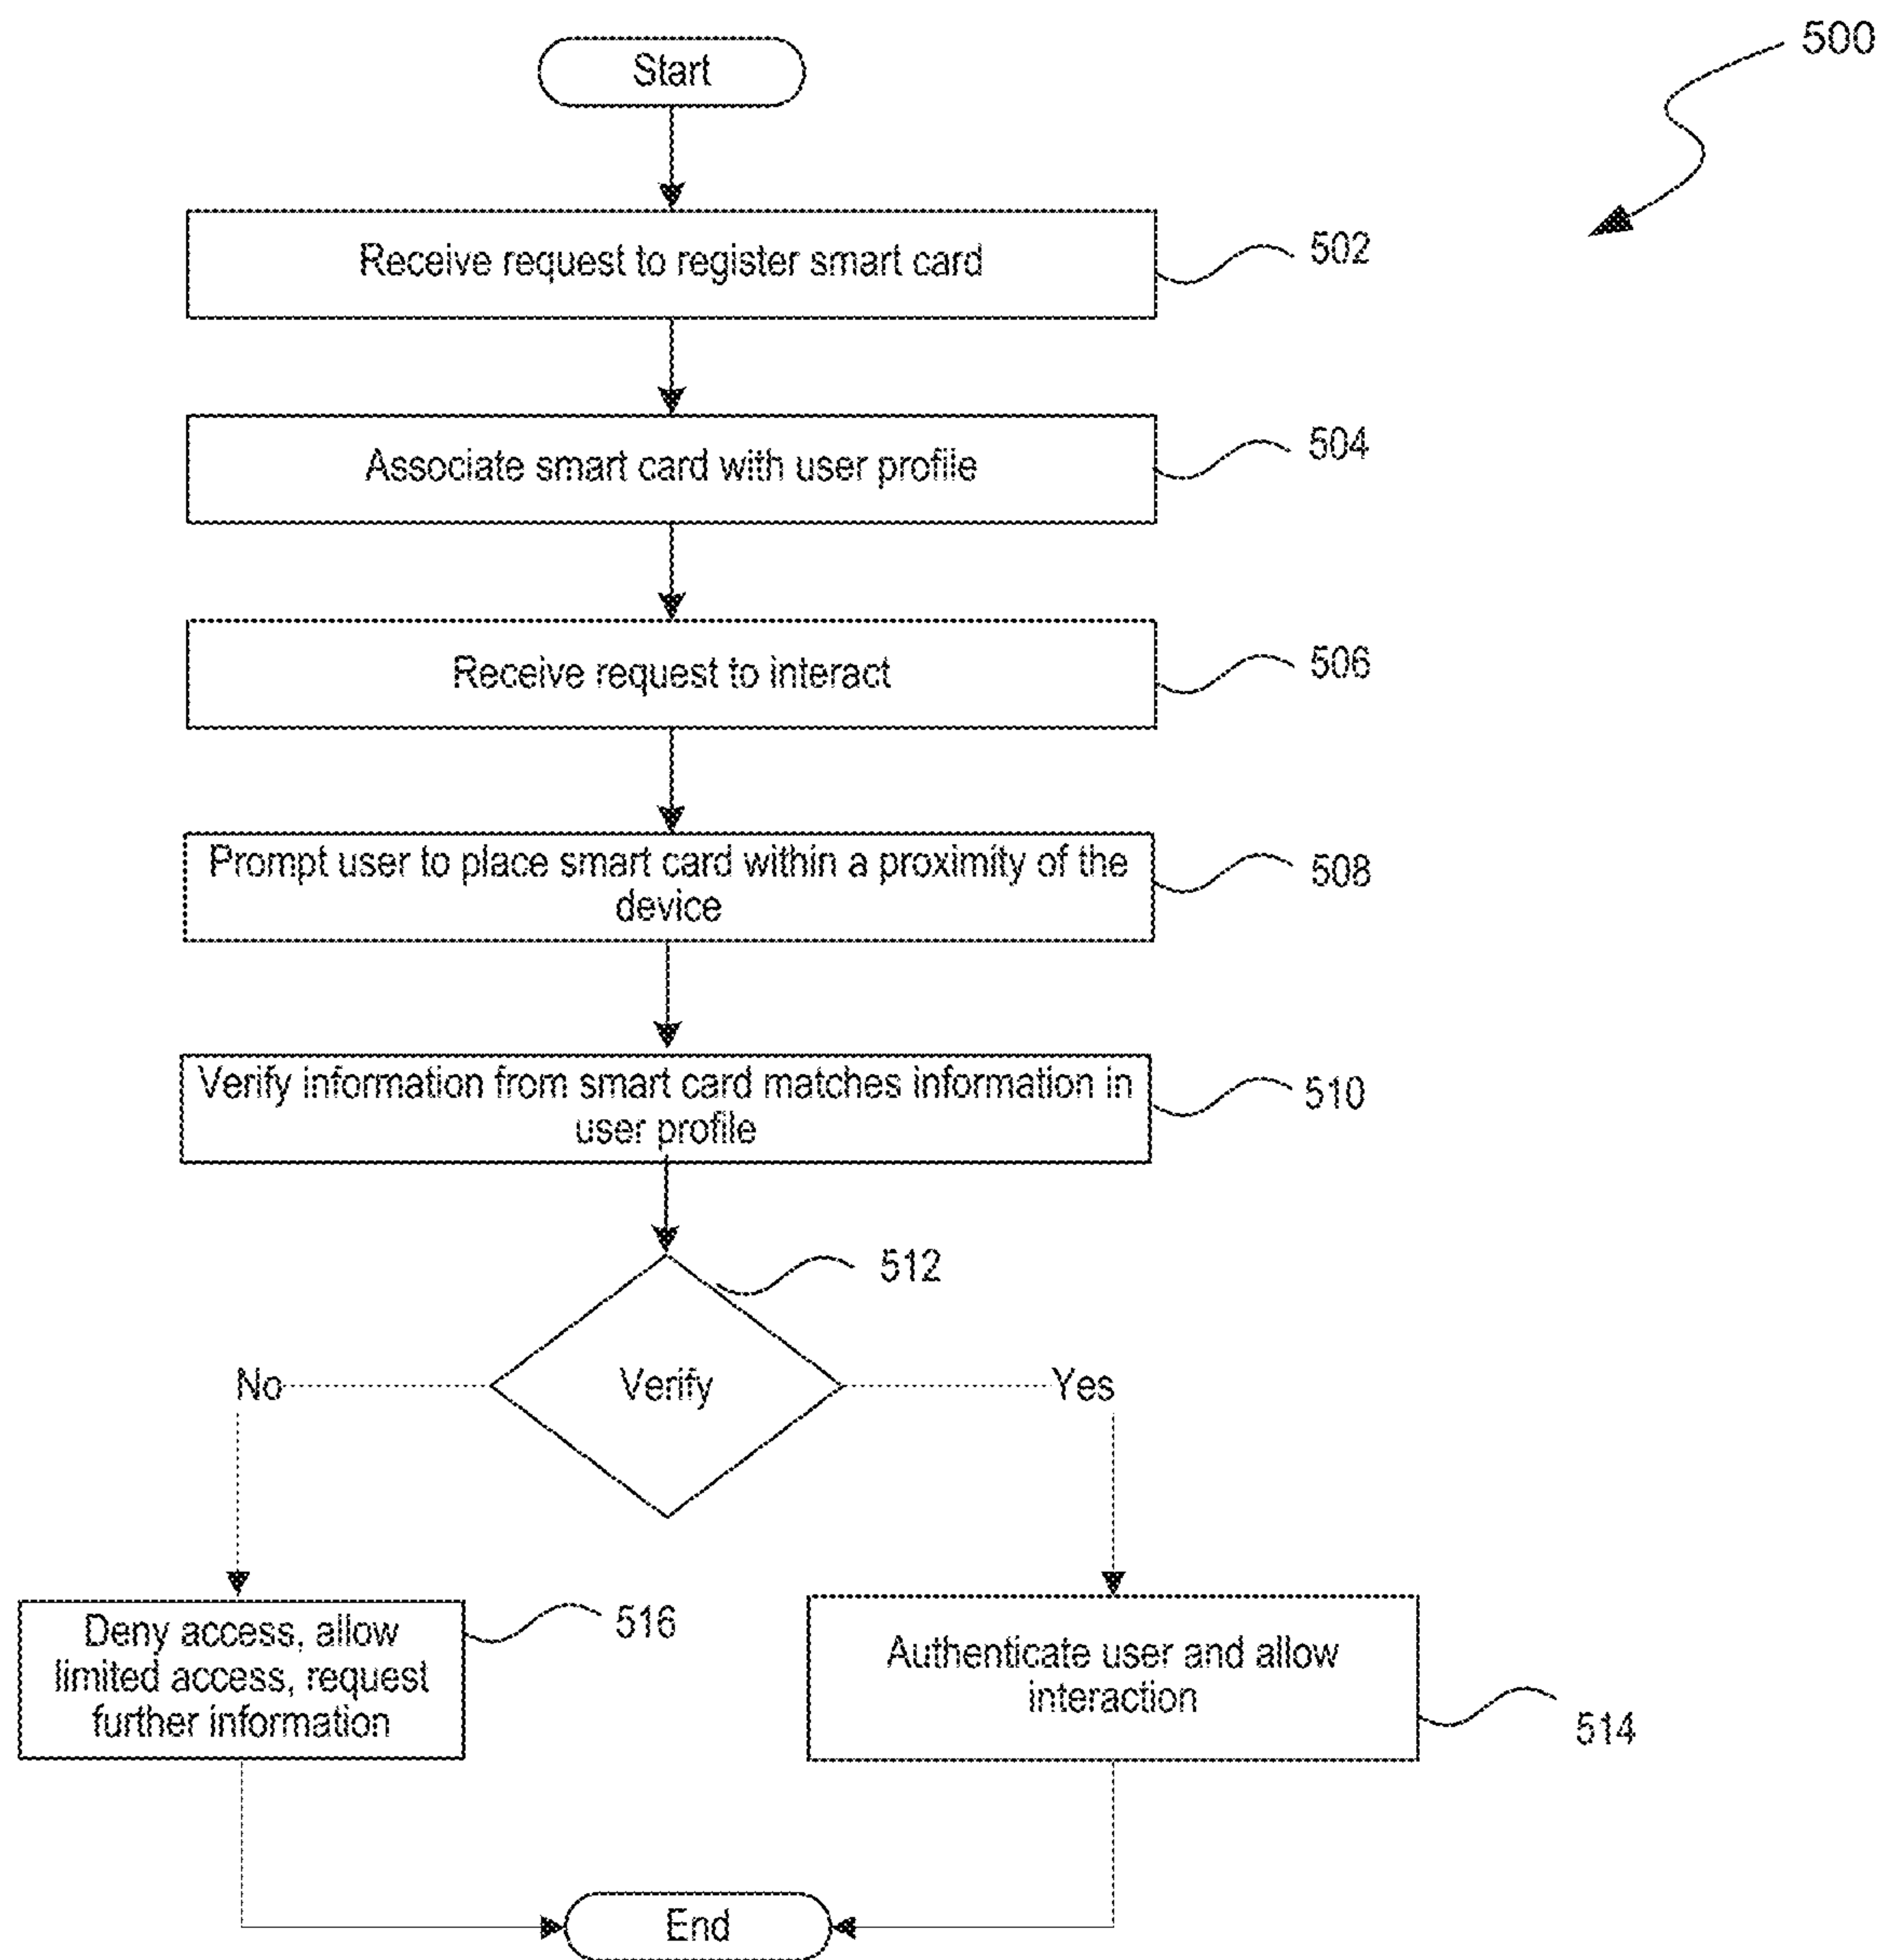 500
Start
Receive request to register smart card
502
Associate smart card with user profile
504
Receive request to interact
506
Prompt user to place smart card within a proximity of the
device
508
Verify information from smart card matches information in
user profile
510
512
Verify
No
Yes
Deny access, allow
limited access, request
further information
516
Authenticate user and allow
interaction
514
End